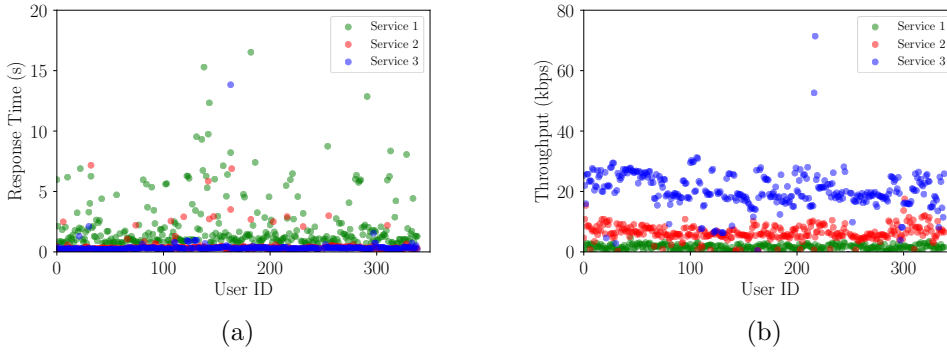 20
15
10
5
0
Response Time (s)
0
100
200
300
User ID
Service 1
Service 2
Service 3
(a)
80
60
40
20
0
Throughput (kbps)
0
100
200
300
User ID
Service 1
Service 2
Service 3
(b)